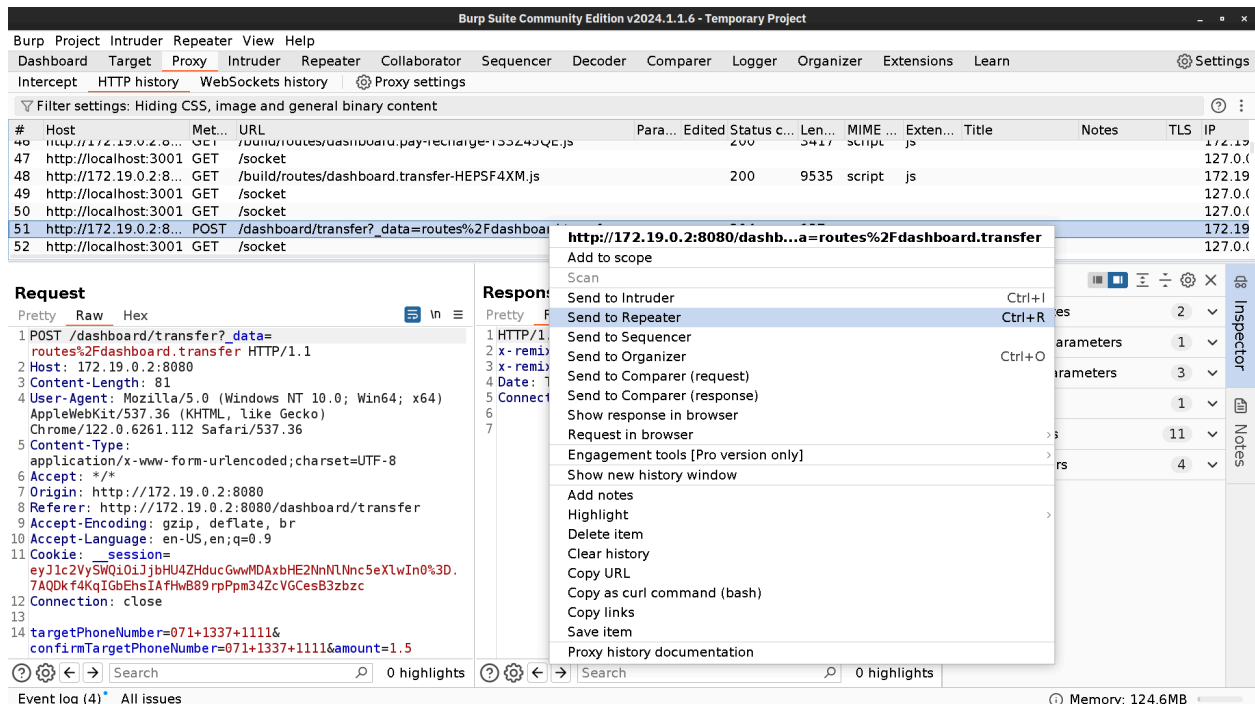 Burp Suite Community Edition v2024.1.1.6 - Temporary Project
Burp Project Intruder Repeater View Help
Dashboard Target Proxy Intruder Repeater Collaborator Sequencer Decoder Comparer Logger Organizer Extensions Learn Settings
Intercept HTTP history WebSockets history Proxy settings
Filter settings: Hiding CSS, image and general binary content
# Host Met... URL Para... Edited Status c... Len... MIME ... Exten... Title Notes TLS IP
46 http://172.19.0.2:8... GET 200 3417 script js 172.19
47 http://localhost:3001 GET /socket 127.0.0
48 http://172.19.0.2:8... GET /build/routes/dashboard.transfer-HEPSF4XM.js 200 9535 script js 172.19
49 http://localhost:3001 GET /socket 127.0.0
50 http://localhost:3001 GET /socket 127.0.0
51 http://172.19.0.2:8... POST /dashboard/transfer?_data=routes%2Fdashboar 172.19
52 http://localhost:3001 GET /socket 127.0.0
Request
Pretty Raw Hex
\n
1 POST /dashboard/transfer?_data=
routes%2Fdashboard.transfer HTTP/1.1
2 Host: 172.19.0.2:8080
3 Content-Length: 81
4 User-Agent: Mozilla/5.0 (Windows NT 10.0; Win64; x64)
AppleWebKit/537.36 (KHTML, like Gecko)
Chrome/122.0.6261.112 Safari/537.36
5 Content-Type:
application/x-www-form-urlencoded;charset=UTF-8
6 Accept: */*
7 Origin: http://172.19.0.2:8080
8 Referer: http://172.19.0.2:8080/dashboard/transfer
9 Accept-Encoding: gzip, deflate, br
10 Accept-Language: en-US,en;q=0.9
11 Cookie: __session=
eyJ1c2VySWQiOiJjbHU4ZHducGwwMDAxbHE2NnNlNnc5eXlwIn0%3D.
7AQDkf4KqIGbEhsIAfHwB89rpPpm34ZcVGCesB3zbzc
12 Connection: close
13
14 targetPhoneNumber=071+1337+1111&
confirmTargetPhoneNumber=071+1337+1111&amount=1.5
Search 0 highlights
Respons
Pretty
1 HTTP/1.
2 x-remix
3 x-remix
4 Date: T
5 Connect
6
7
Search 0 highlights
http://172.19.0.2:8080/dashb...a=routes%2Fdashboard.transfer
Add to scope
Scan
Send to Intruder Ctrl+I
Send to Repeater Ctrl+R
Send to Sequencer
Send to Organizer Ctrl+O
Send to Comparer (request)
Send to Comparer (response)
Show response in browser
Request in browser
Engagement tools [Pro version only]
Show new history window
Add notes
Highlight
Delete item
Clear history
Copy URL
Copy as curl command (bash)
Copy links
Save item
Proxy history documentation
es 2
arameters 1
arameters 3
1
s 11
rs 4
Inspector
Notes
Event log (4) All issues
Memory: 124.6MB